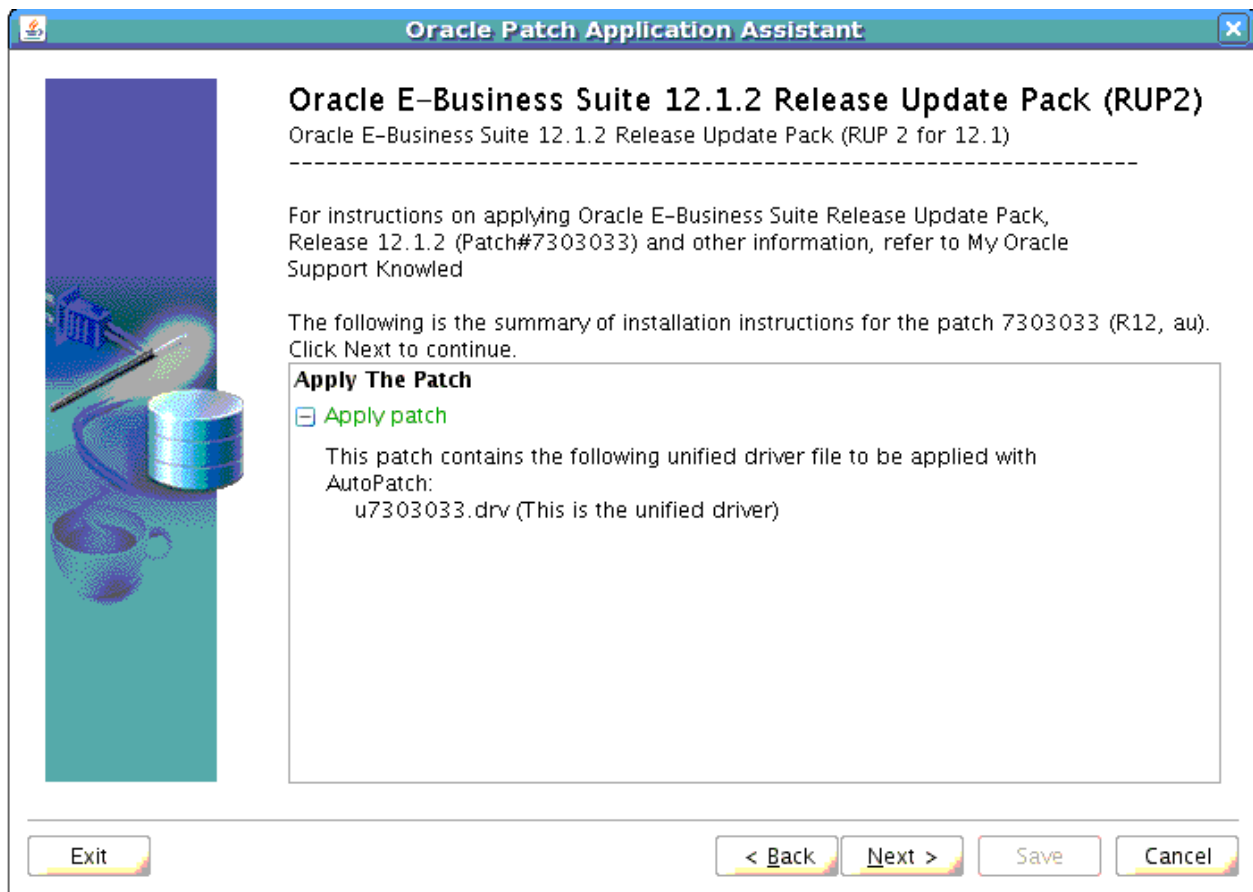 Oracle Patch Application Assistant
Oracle E-Business Suite 12.1.2 Release Update Pack (RUP2)
Oracle E-Business Suite 12.1.2 Release Update Pack (RUP 2 for 12.1)
--------------------------------------------------------------------
For instructions on applying Oracle E-Business Suite Release Update Pack,
Release 12.1.2 (Patch#7303033) and other information, refer to My Oracle
Support Knowled
The following is the summary of installation instructions for the patch 7303033 (R12, au).
Click Next to continue.
Apply The Patch
Apply patch
This patch contains the following unified driver file to be applied with
AutoPatch:
u7303033.drv (This is the unified driver)
Exit
< Back
Next >
Save
Cancel